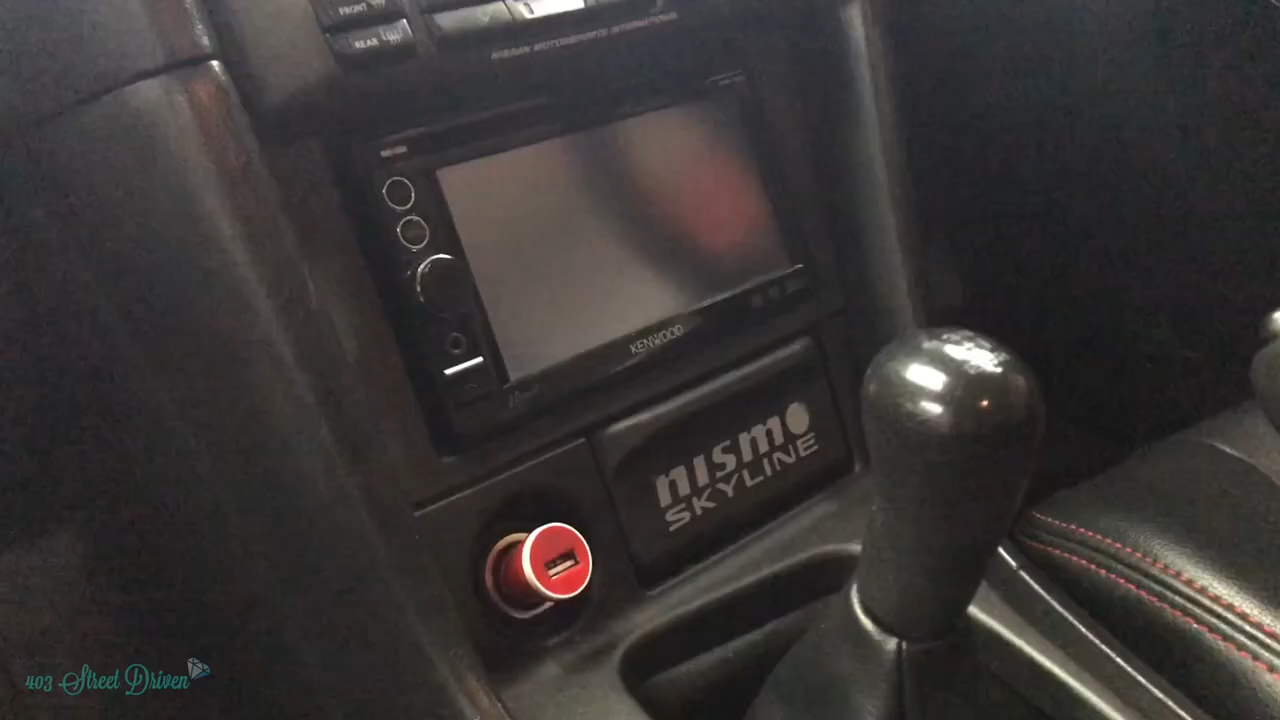 FRONT
REAR
NISSAN MOTORSPORTS INTERNATIONAL
KENWOOD
nismo
SKYLINE
403 Street Driven